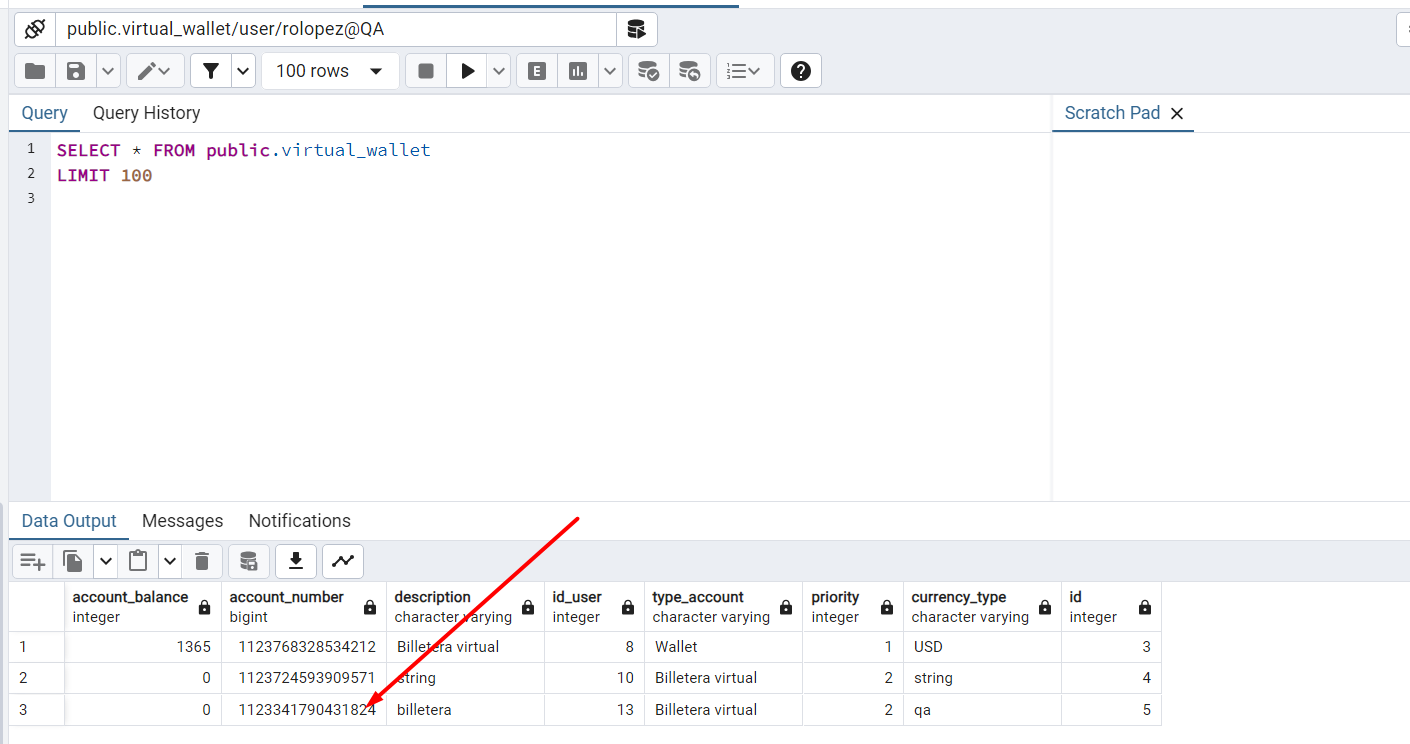 public.virtual_wallet/user/rolopez@QA
100 rows
E
Query Query History Scratch Pad
1 SELECT * FROM public.virtual_wallet
2 LIMIT 100
3
Data Output Messages Notifications
account_balance account_number description id_user type_account priority currency_type id
integer bigint character varying integer character varying integer character varying integer
1 1365 1123768328534212 Billetera virtual 8 Wallet 1 USD 3
2 0 1123724593909571 string 10 Billetera virtual 2 string 4
3 0 1123341790431824 billetera 13 Billetera virtual 2 qa 5